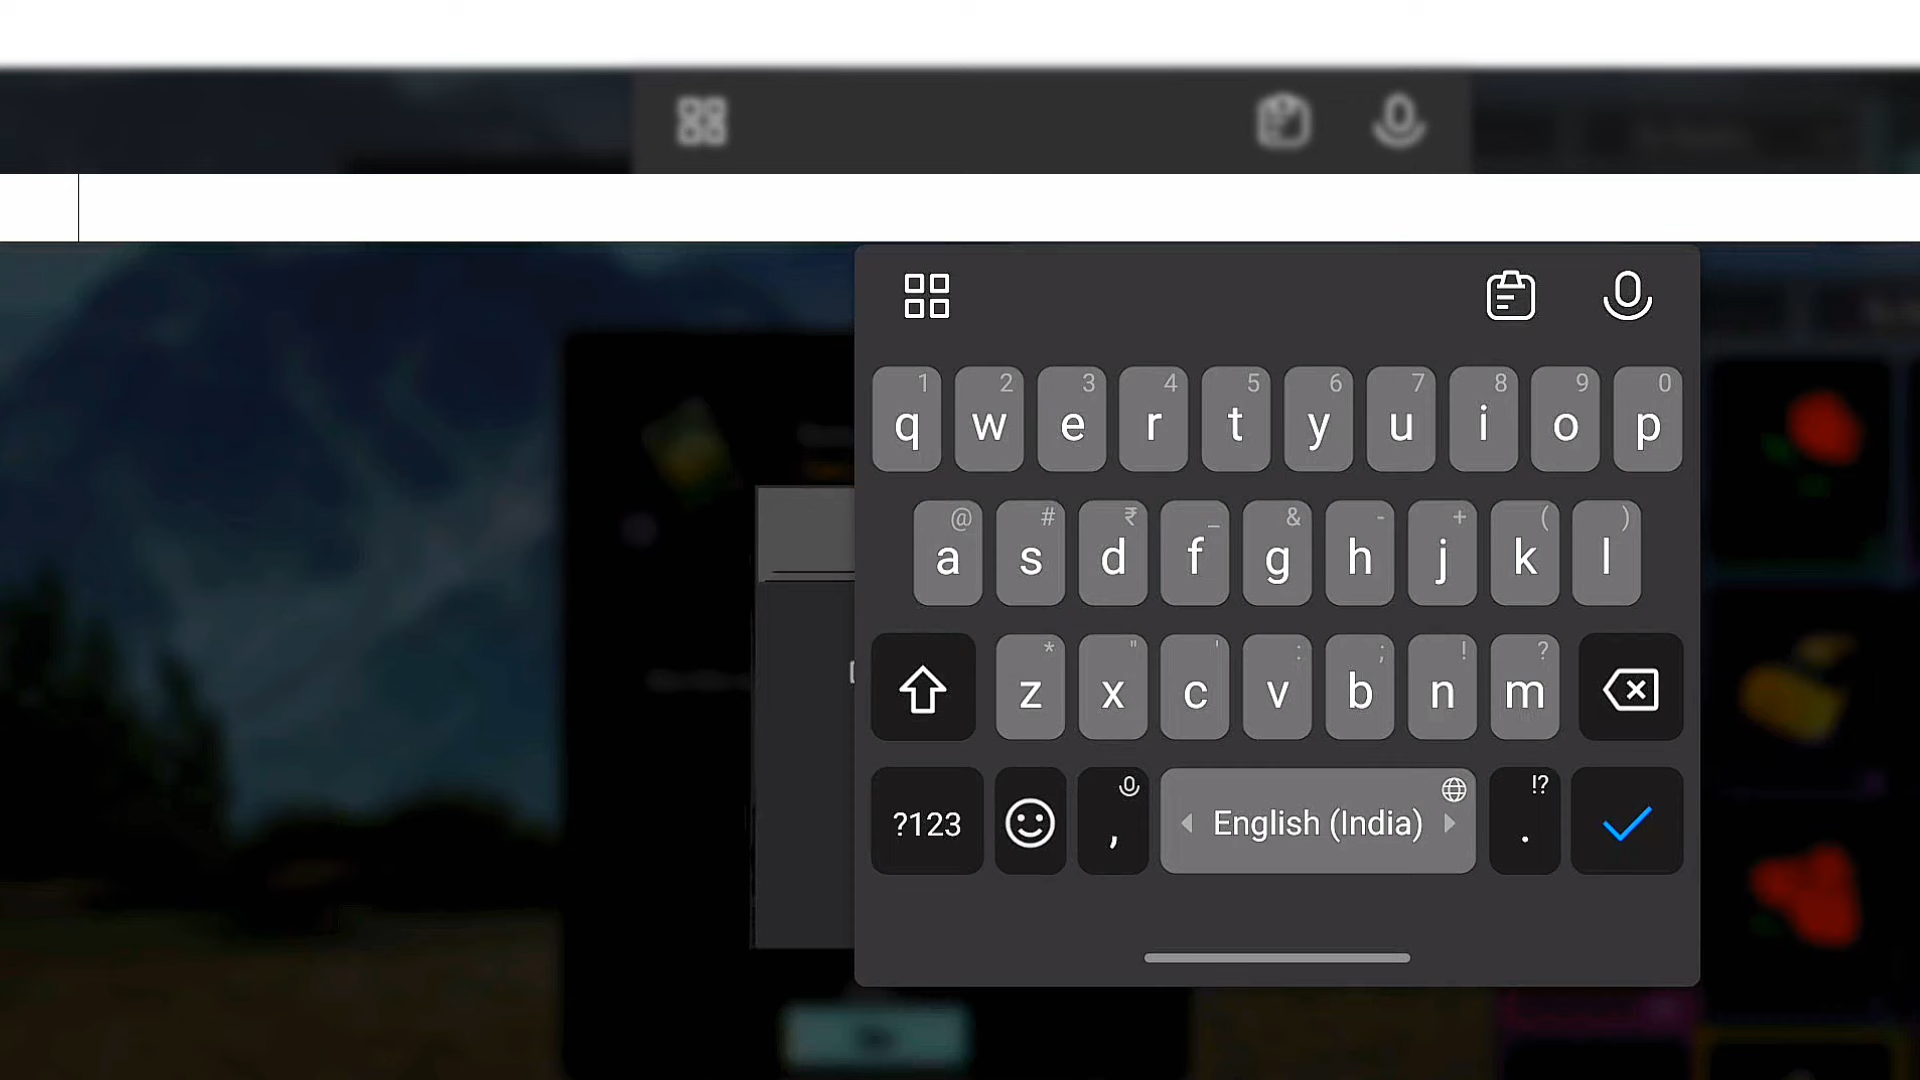 1 2 3 4 5 6 7 8 9 0
q w e r t y u i o p
@ # ₹ _ & - + ( )
a s d f g h j k l
* " ' : ; ! ?
z x c v b n m
!?
?123 , English (India) .